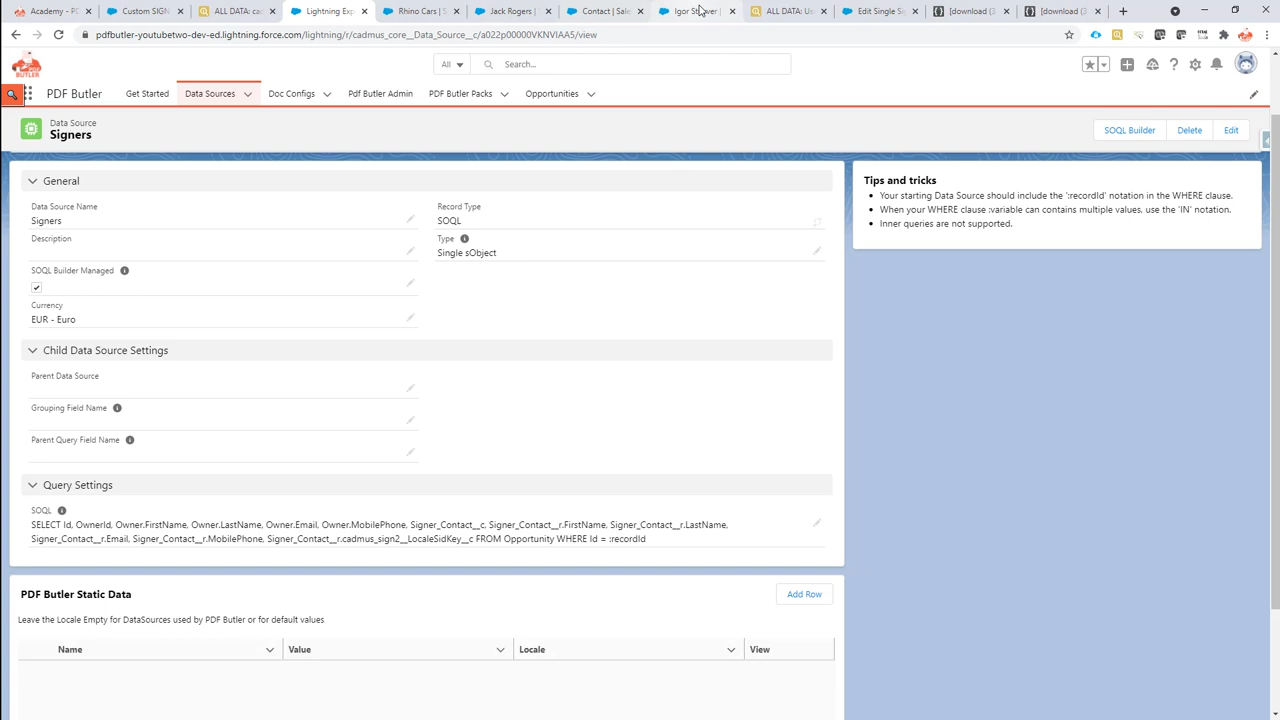 Academy - PD
Custom SIGN
ALL DATA: cad
Lightning Exp
Rhino Cars | S
Jack Rogers |
Contact | Sale
Igor Stuwer |
ALL DATA: Us
Edit Single Si
[download (3
[download (3
pdfbutler-youtubetwo-dev-ed.lightning.force.com/lightning/r/cadmus_core__Data_Source__c/a022p00000VKNVIAA5/view
PDF BUTLER
All
Search...
PDF Butler
Get Started
Data Sources
Doc Configs
Pdf Butler Admin
PDF Butler Packs
Opportunities
Data Source
Signers
SOQL Builder
Delete
Edit
General
Data Source Name
Signers
Record Type
SOQL
Description
Type
Single sObject
SOQL Builder Managed
Currency
EUR - Euro
Child Data Source Settings
Parent Data Source
Grouping Field Name
Parent Query Field Name
Query Settings
SOQL
SELECT Id, OwnerId, Owner.FirstName, Owner.LastName, Owner.Email, Owner.MobilePhone, Signer_Contact__c, Signer_Contact__r.FirstName, Signer_Contact__r.LastName,
Signer_Contact__r.Email, Signer_Contact__r.MobilePhone, Signer_Contact__r.cadmus_sign2__LocaleSidKey__c FROM Opportunity WHERE Id = :recordId
PDF Butler Static Data
Add Row
Leave the Locale Empty for DataSources used by PDF Butler or for default values
Name
Value
Locale
View
Tips and tricks
• Your starting Data Source should include the ':recordId' notation in the WHERE clause.
• When your WHERE clause :variable can contains multiple values, use the 'IN' notation.
• Inner queries are not supported.